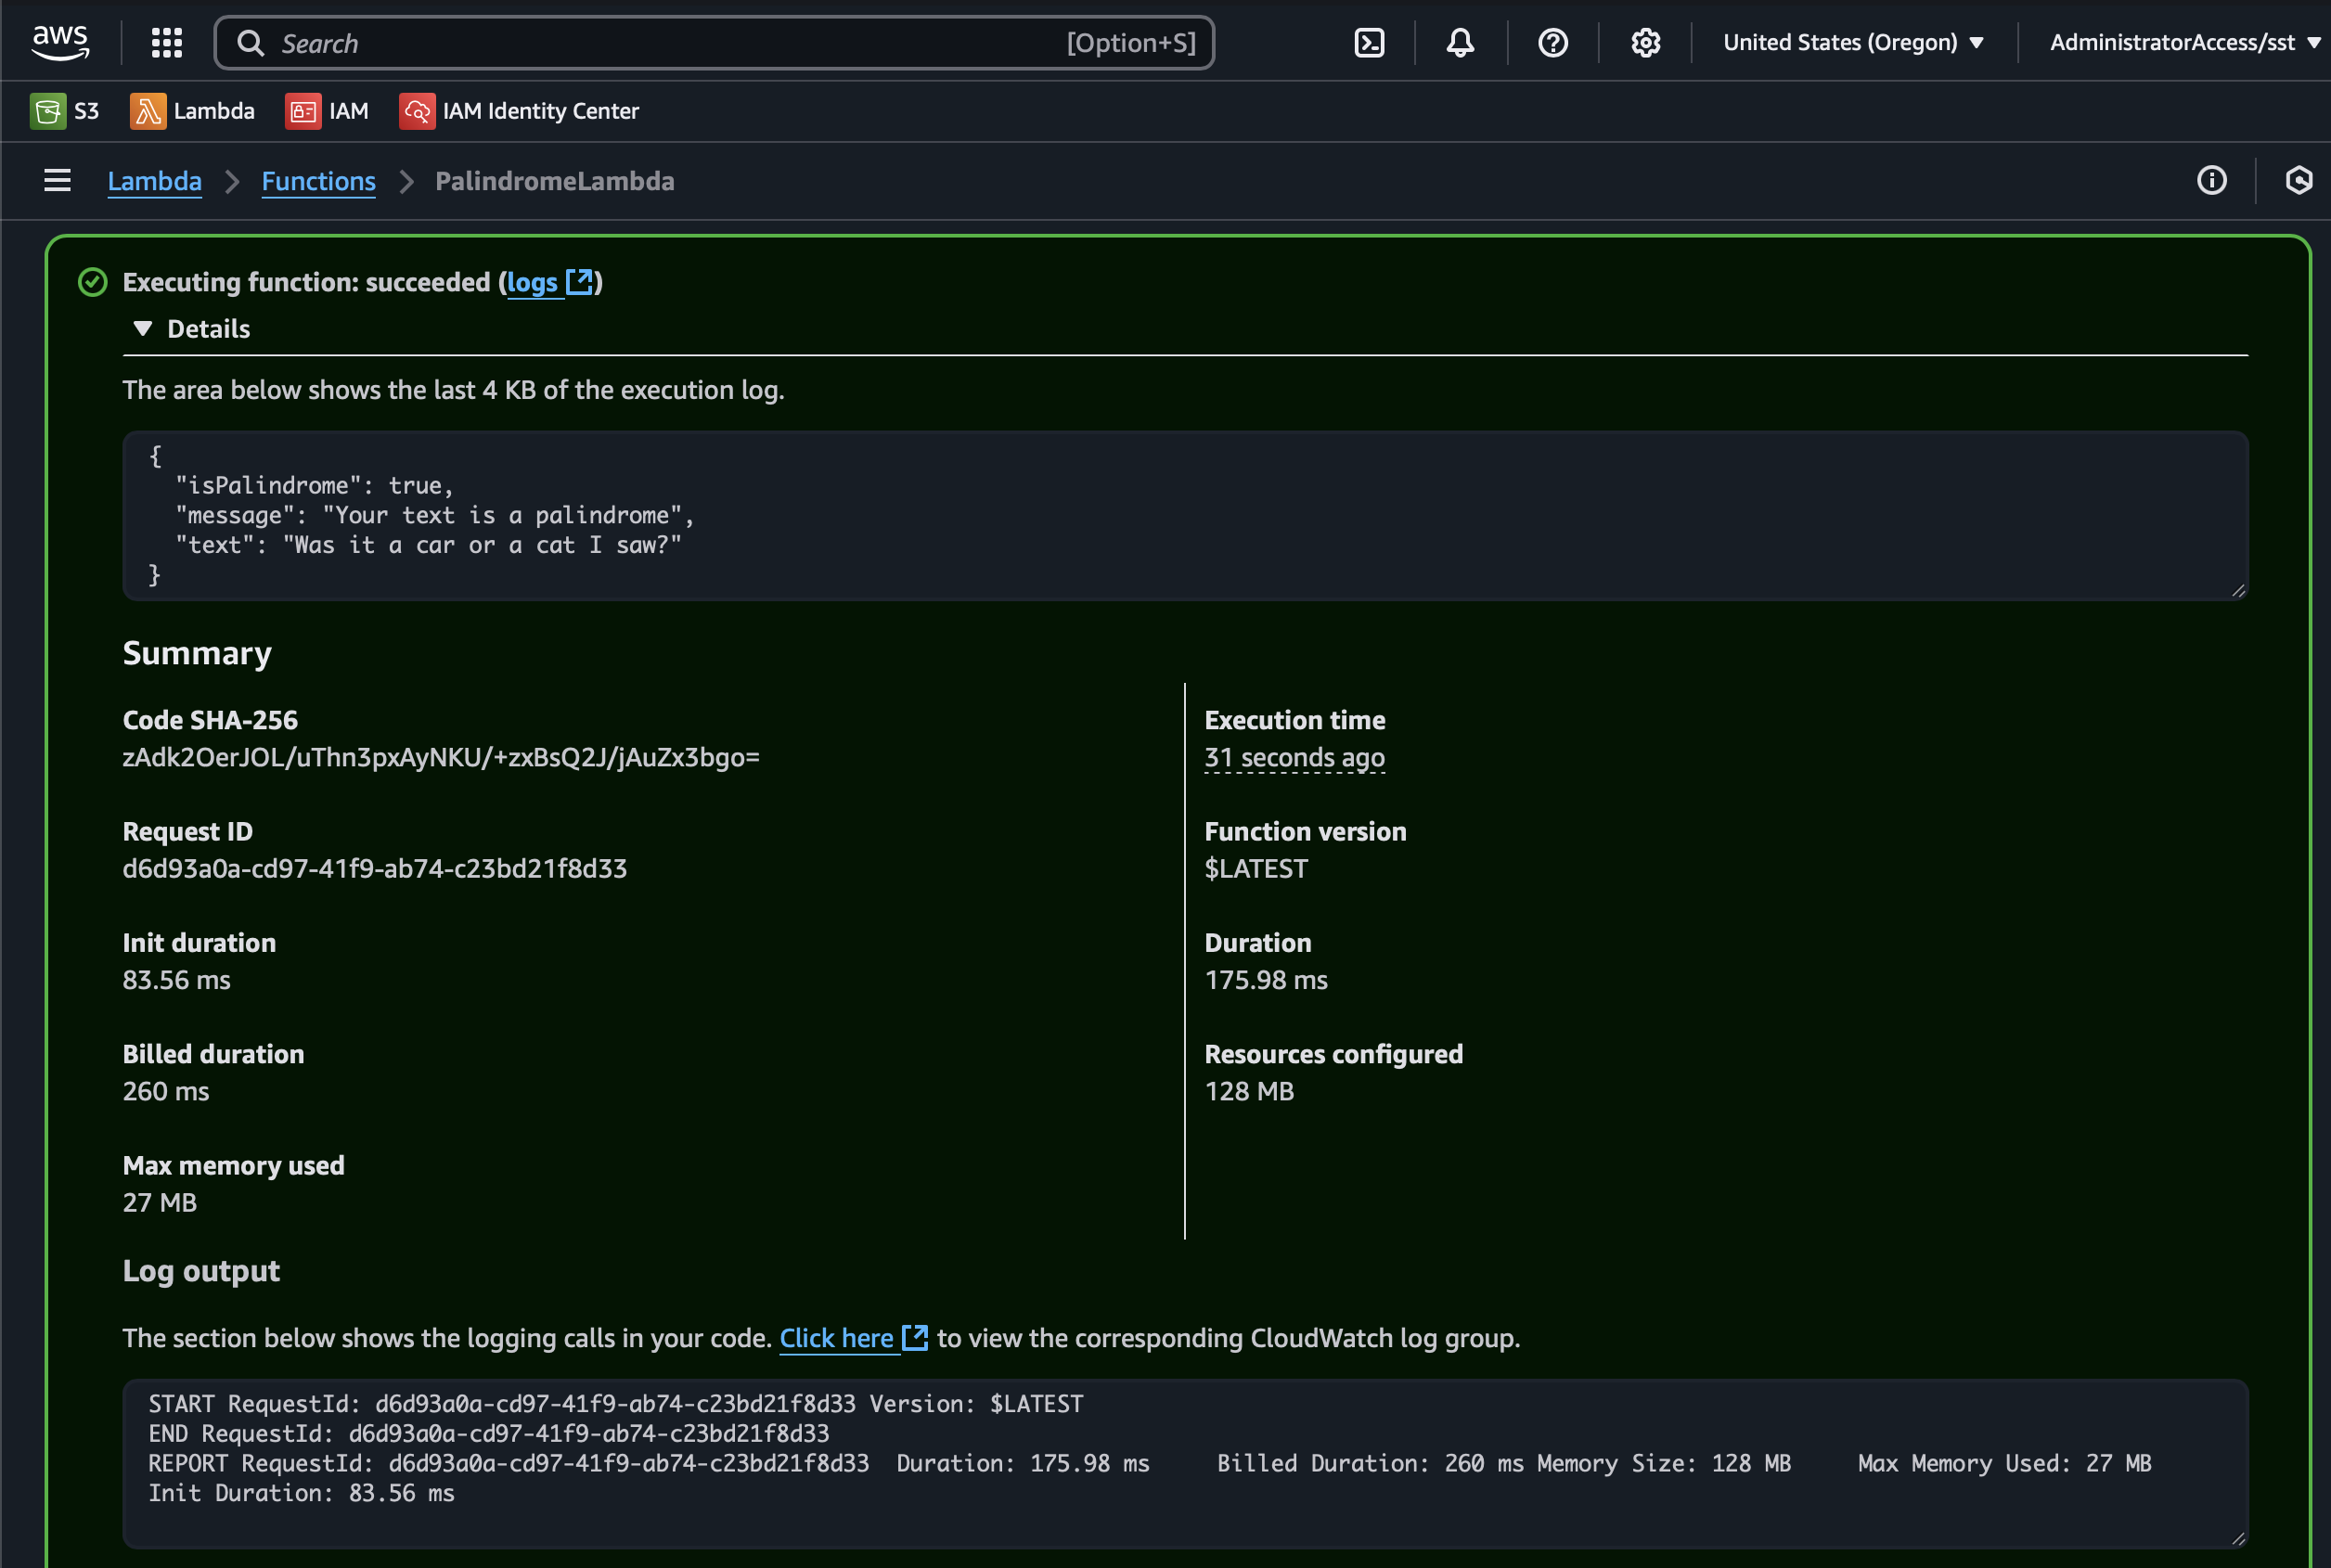 aws
Search [Option+S] United States (Oregon) AdministratorAccess/sst
S3 Lambda IAM IAM Identity Center
Lambda Functions PalindromeLambda
Executing function: succeeded (logs)
Details
The area below shows the last 4 KB of the execution log.
{
"isPalindrome": true,
"message": "Your text is a palindrome",
"text": "Was it a car or a cat I saw?"
}
Summary
Code SHA-256
zAdk2OerJOL/uThn3pxAyNKU/+zxBsQ2J/jAuZx3bgo=
Execution time
31 seconds ago
Request ID
d6d93a0a-cd97-41f9-ab74-c23bd21f8d33
Function version
$LATEST
Init duration
83.56 ms
Duration
175.98 ms
Billed duration
260 ms
Resources configured
128 MB
Max memory used
27 MB
Log output
The section below shows the logging calls in your code. Click here to view the corresponding CloudWatch log group.
START RequestId: d6d93a0a-cd97-41f9-ab74-c23bd21f8d33 Version: $LATEST
END RequestId: d6d93a0a-cd97-41f9-ab74-c23bd21f8d33
REPORT RequestId: d6d93a0a-cd97-41f9-ab74-c23bd21f8d33 Duration: 175.98 ms Billed Duration: 260 ms Memory Size: 128 MB Max Memory Used: 27 MB
Init Duration: 83.56 ms